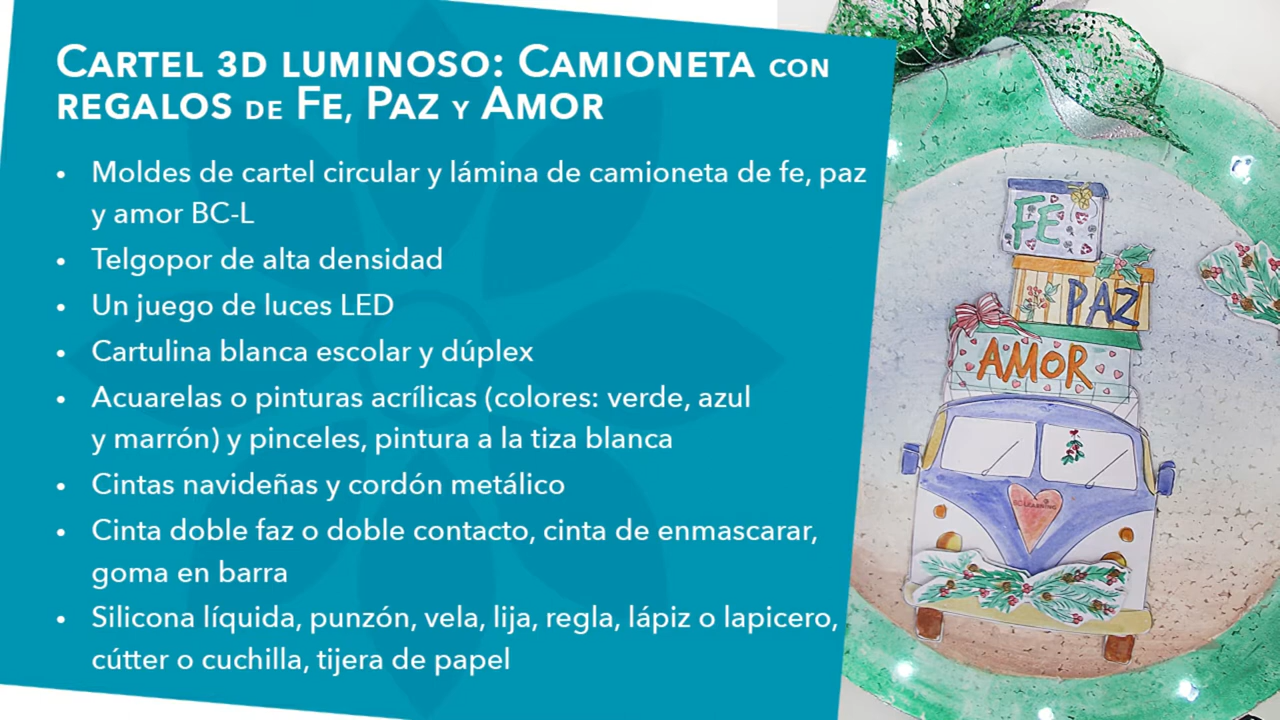 Cartel 3D luminoso: Camioneta con
regalos de Fe, Paz y Amor
• Moldes de cartel circular y lámina de camioneta de fe, paz
y amor BC-L
• Telgopor de alta densidad
• Un juego de luces LED
• Cartulina blanca escolar y dúplex
• Acuarelas o pinturas acrílicas (colores: verde, azul
y marrón) y pinceles, pintura a la tiza blanca
• Cintas navideñas y cordón metálico
• Cinta doble faz o doble contacto, cinta de enmascarar,
goma en barra
• Silicona líquida, punzón, vela, lija, regla, lápiz o lapicero,
cútter o cuchilla, tijera de papel
FE
PAZ
AMOR